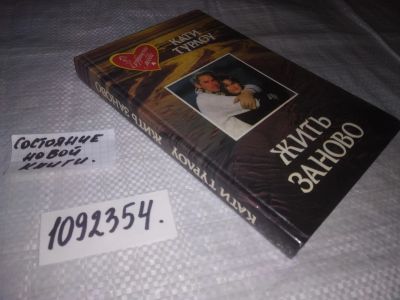 КАТИ
ТУРЛОУ
ЖИТЬ
ЗАНОВО
КАТИ ТУРЛОУ ЖИТЬ ЗАНОВО
СОСТОЯНИЕ
НОВОЙ
КНИГИ.
1092354.